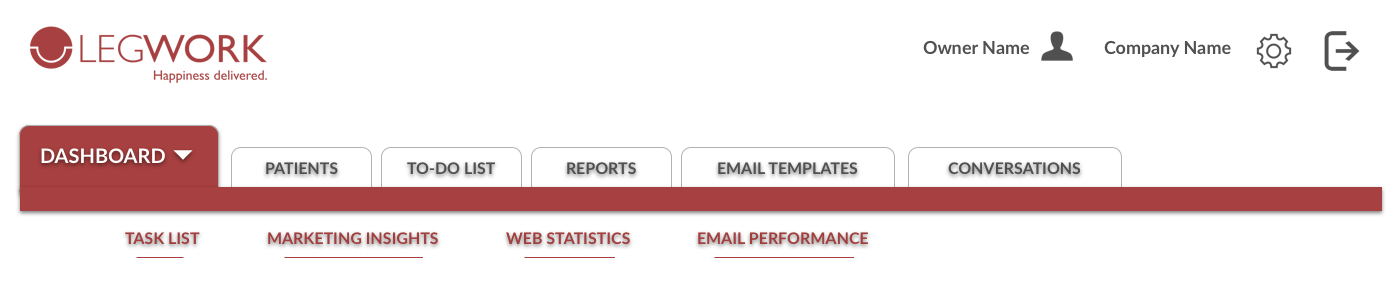 LEGWORK
Happiness delivered.
Owner Name
Company Name
DASHBOARD
PATIENTS
TO-DO LIST
REPORTS
EMAIL TEMPLATES
CONVERSATIONS
TASK LIST
MARKETING INSIGHTS
WEB STATISTICS
EMAIL PERFORMANCE